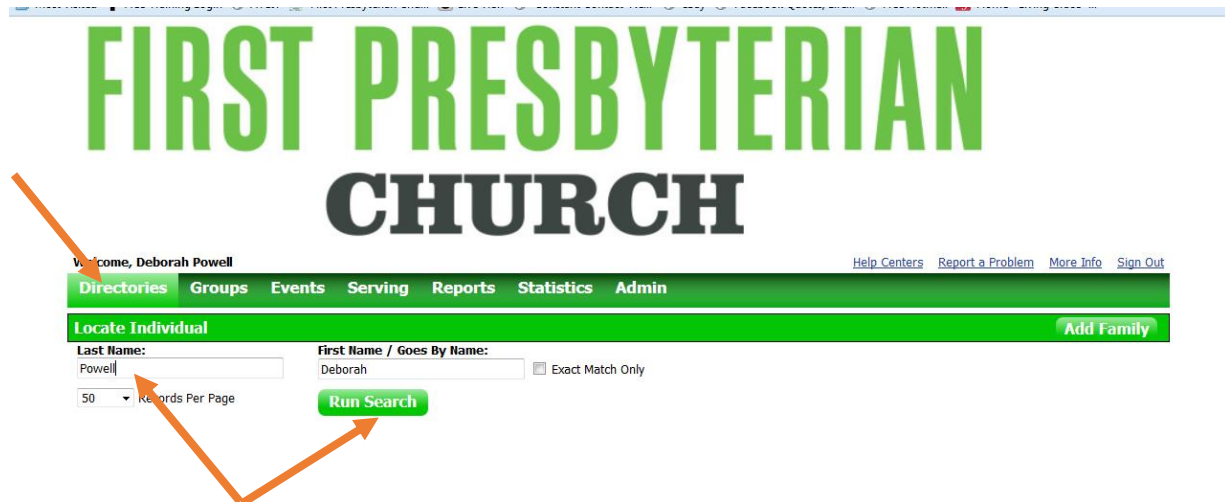 FIRST PRESBYTERIAN
CHURCH
Welcome, Deborah Powell Help Centers Report a Problem More Info Sign Out
Directories Groups Events Serving Reports Statistics Admin
Locate Individual Add Family
Last Name: First Name / Goes By Name:
Powell Deborah Exact Match Only
50 Records Per Page Run Search